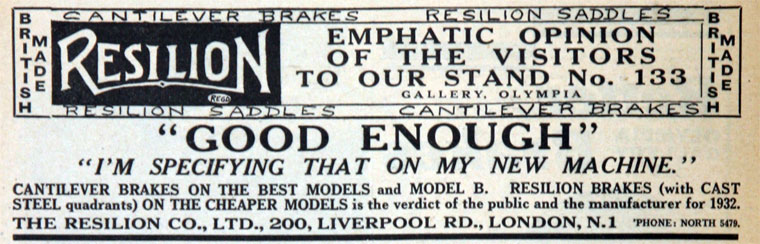 CANTILEVER BRAKES RESILION SADDLES
BRITISH MADE
RESILION
REGD
EMPHATIC OPINION
OF THE VISITORS
TO OUR STAND No. 133
GALLERY, OLYMPIA
BRITISH MADE
RESILION SADDLES CANTILEVER BRAKES
"GOOD ENOUGH"
"I'M SPECIFYING THAT ON MY NEW MACHINE."
CANTILEVER BRAKES ON THE BEST MODELS and MODEL B. RESILION BRAKES (with CAST
STEEL quadrants) ON THE CHEAPER MODELS is the verdict of the public and the manufacturer for 1932.
THE RESILION CO., LTD., 200, LIVERPOOL RD., LONDON, N.1 'PHONE: NORTH 5479.